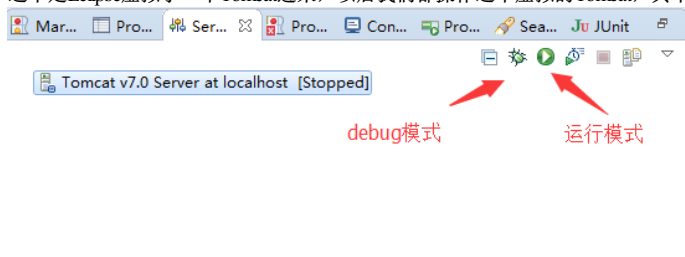 Mar... Pro... Ser... Pro... Con... Pro... Sea... JUnit
Tomcat v7.0 Server at localhost [Stopped]
debug模式 运行模式